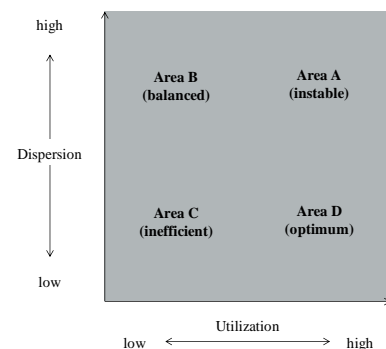 high
Area B
(balanced)
Area A
(instable)
Dispersion
Area C
(inefficient)
Area D
(optimum)
low
Utilization
low
high